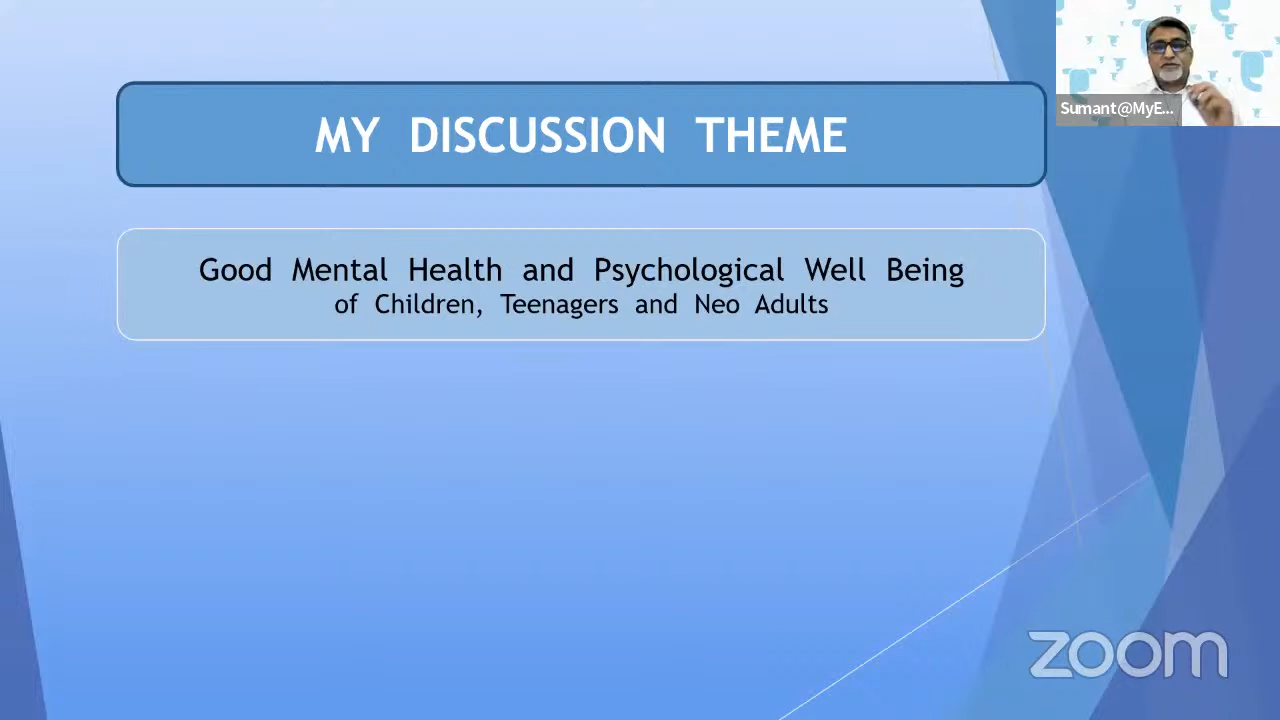 MY DISCUSSION THEME
Sumant@MyE...
Good Mental Health and Psychological Well Being
of Children, Teenagers and Neo Adults
zoom